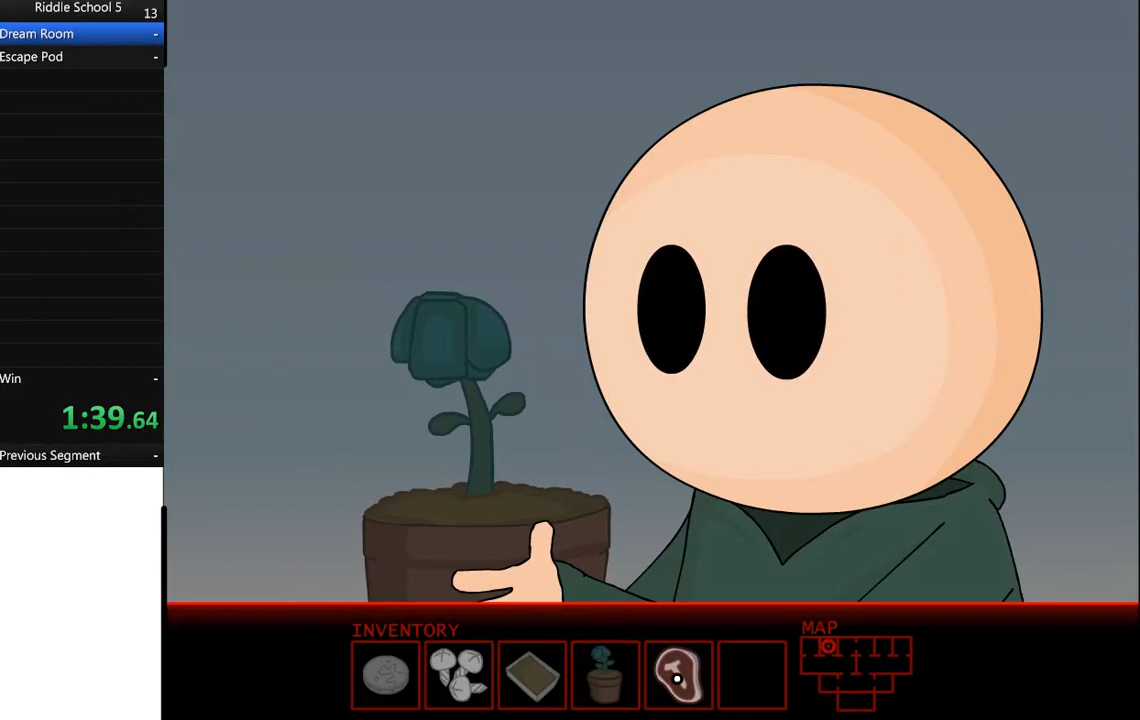 Riddle School 5
13
Dream Room -
Escape Pod -
Win -
1:39.64
Previous Segment -
INVENTORY
MAP